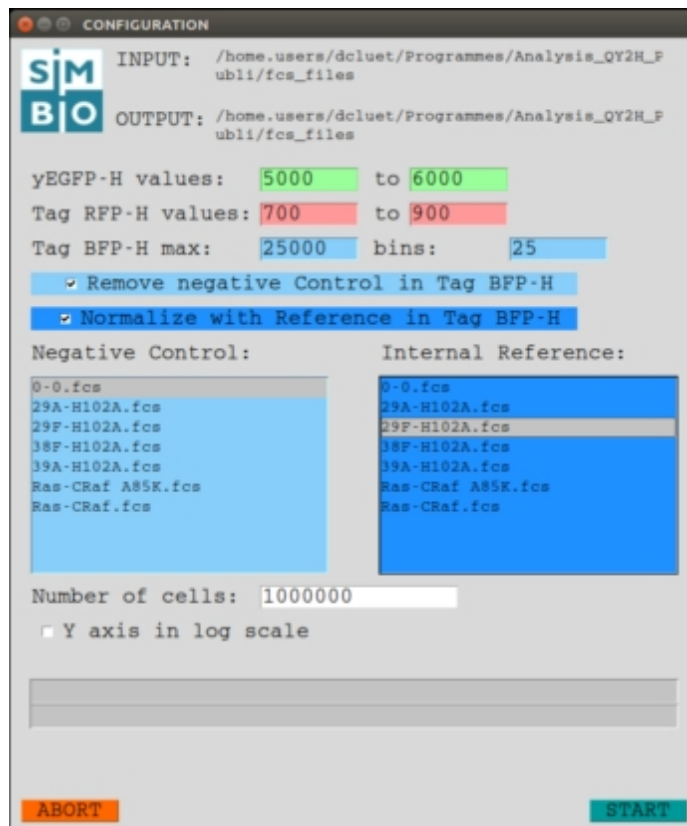 CONFIGURATION
SiM
BIO
INPUT: /home.users/dcluet/Programmes/Analysis_QY2H_P
ubli/fcs_files
OUTPUT: /home.users/dcluet/Programmes/Analysis_QY2H_P
ubli/fcs_files
yEGFP-H values: 5000 to 6000
Tag RFP-H values: 700 to 900
Tag BFP-H max: 25000 bins: 25
Remove negative Control in Tag BFP-H
Normalize with Reference in Tag BFP-H
Negative Control: Internal Reference:
0-0.fcs 0-0.fcs
29A-H102A.fcs 29A-H102A.fcs
29F-H102A.fcs 29F-H102A.fcs
38F-H102A.fcs 38F-H102A.fcs
39A-H102A.fcs 39A-H102A.fcs
Ras-CRaf A85K.fcs Ras-CRaf A85K.fcs
Ras-CRaf.fcs Ras-CRaf.fcs
Number of cells: 1000000
Y axis in log scale
ABORT START